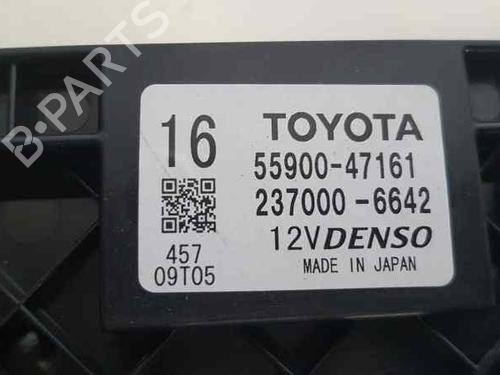 B-PARTS
16
TOYOTA
55900-47161
237000-6642
12V DENSO
457
09T05
MADE IN JAPAN